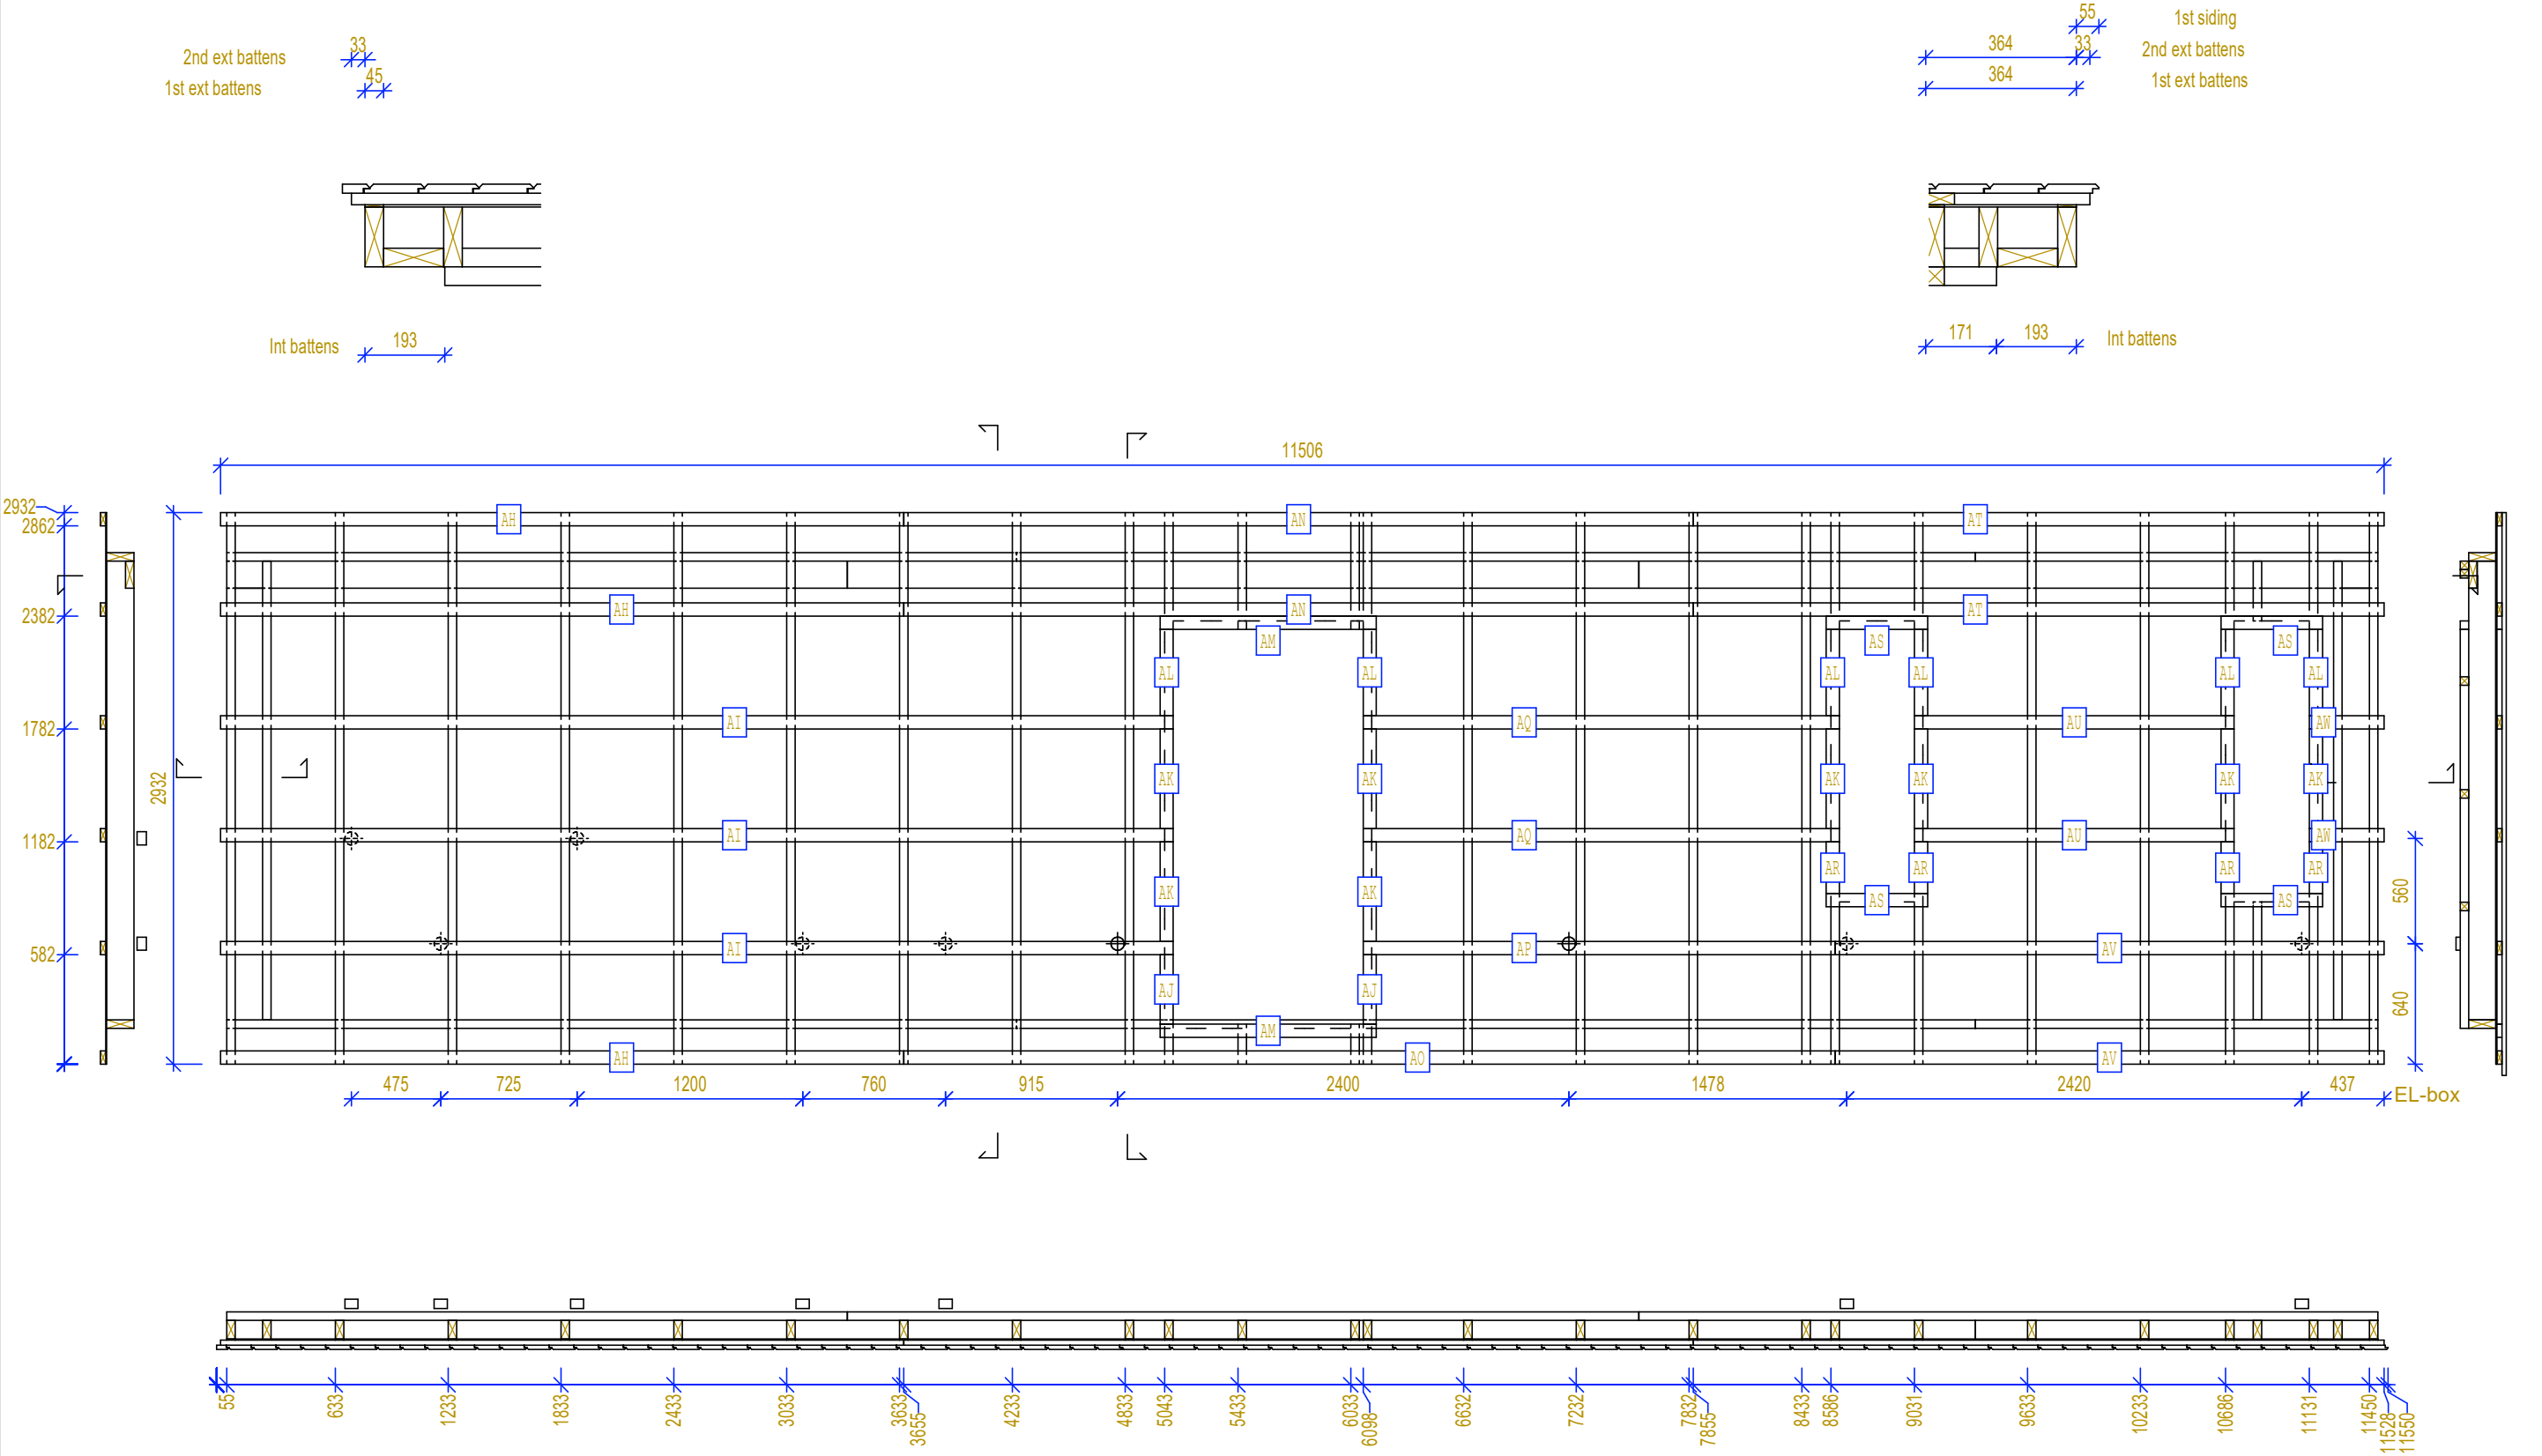 55
1st siding
33
364
33
2nd ext battens
2nd ext battens
45
364
1st ext battens
1st ext battens
193
Int battens
171
193
Int battens
11506
2932
2862
AH
AN
AT
2382
AH
AN
AT
AM
AS
AS
AL
AL
AL
AL
AL
AL
1782
AI
AQ
AU
AW
2932
AK
AK
AK
AK
AK
AK
1182
AI
AQ
AU
AW
AR
AR
AR
AR
AK
AK
560
AS
AS
582
AI
AP
AV
AJ
AJ
640
AM
AH
AO
AV
475
725
1200
760
915
2400
1478
2420
437
EL-box
55
633
1233
1833
2433
3033
3633
3655
4233
4833
5043
5433
6033
6098
6632
7232
7832
7855
8433
8586
9031
9633
10233
10686
11131
11450
11528
11550